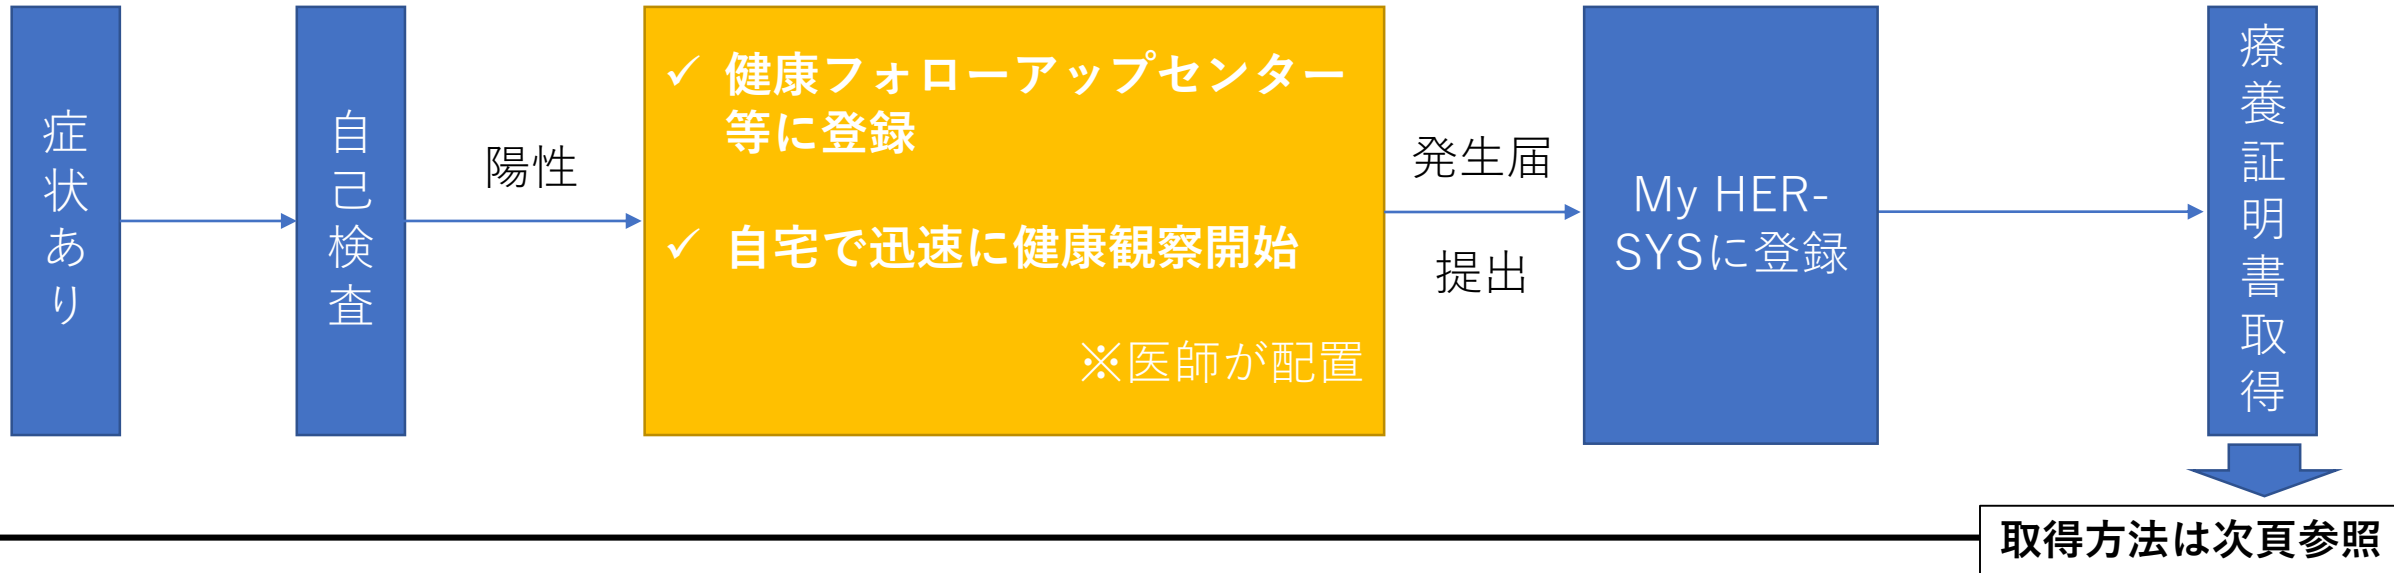 症状あり
自己検査
陽性
✓ 健康フォローアップセンター
等に登録
✓ 自宅で迅速に健康観察開始
※医師が配置
発生届
提出
My HER-
SYSに登録
療養証明書取得
取得方法は次頁参照